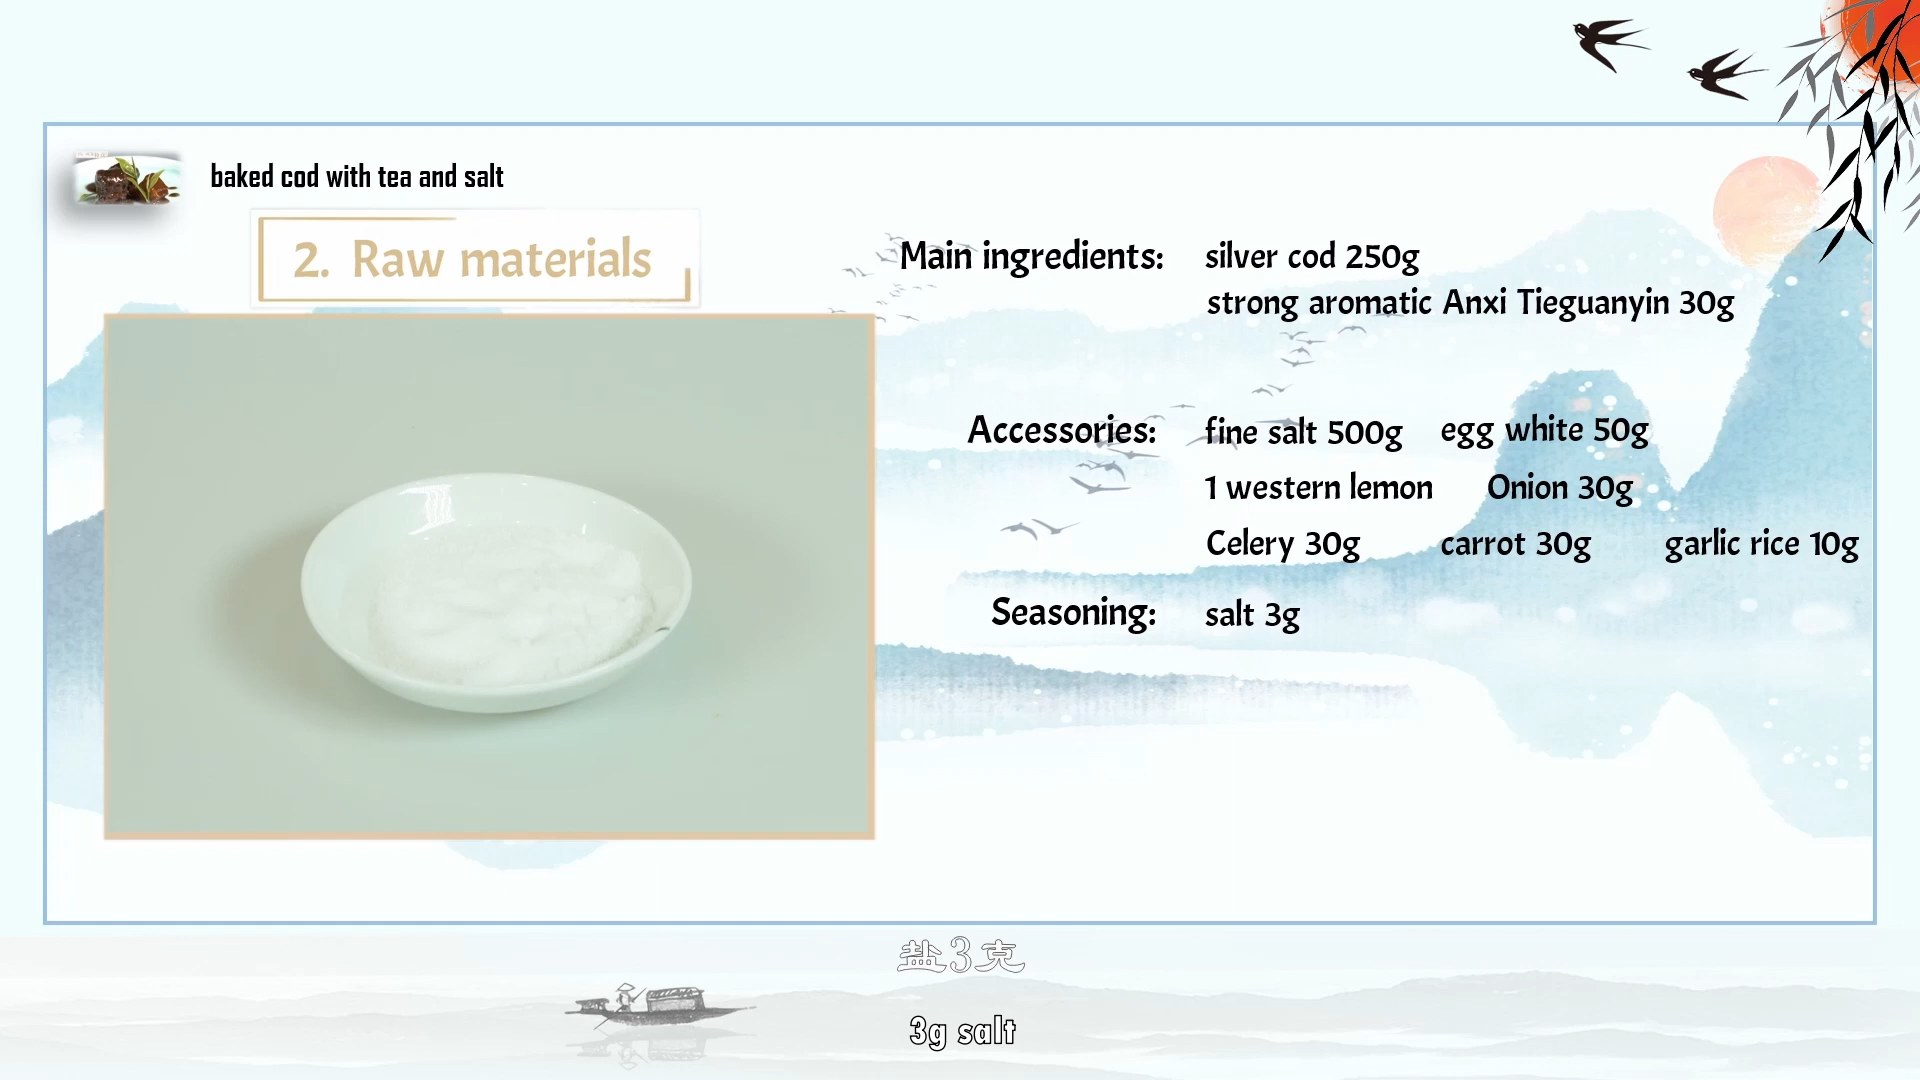 baked cod with tea and salt
2. Raw materials
Main ingredients: silver cod 250g
strong aromatic Anxi Tieguanyin 30g
Accessories: fine salt 500g egg white 50g
1 western lemon Onion 30g
Celery 30g carrot 30g garlic rice 10g
Seasoning: salt 3g
盐3克
3g salt